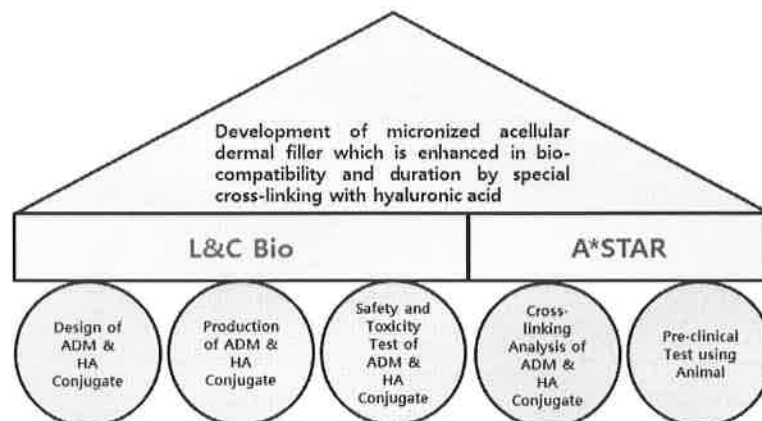 Development of micronized acellular
dermal filler which is enhanced in bio-
compatibility and duration by special
cross-linking with hyaluronic acid
L&C Bio
A*STAR
Design of
ADM &
HA
Conjugate
Production
of ADM &
HA
Conjugate
Safety and
Toxicity
Test of
ADM &
HA
Conjugate
Cross-
linking
Analysis of
ADM &
HA
Conjugate
Pre-clinical
Test using
Animal